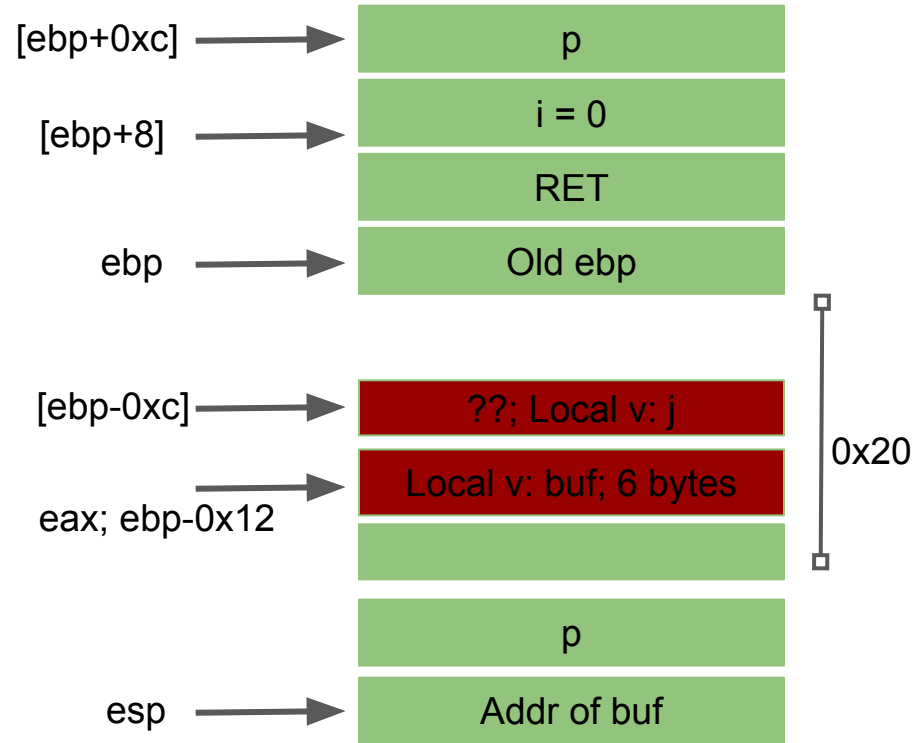 [ebp+0xc]
p
[ebp+8]
i = 0
RET
ebp
Old ebp
[ebp-0xc]
??; Local v: j
0x20
Local v: buf; 6 bytes
eax; ebp-0x12
p
esp
Addr of buf